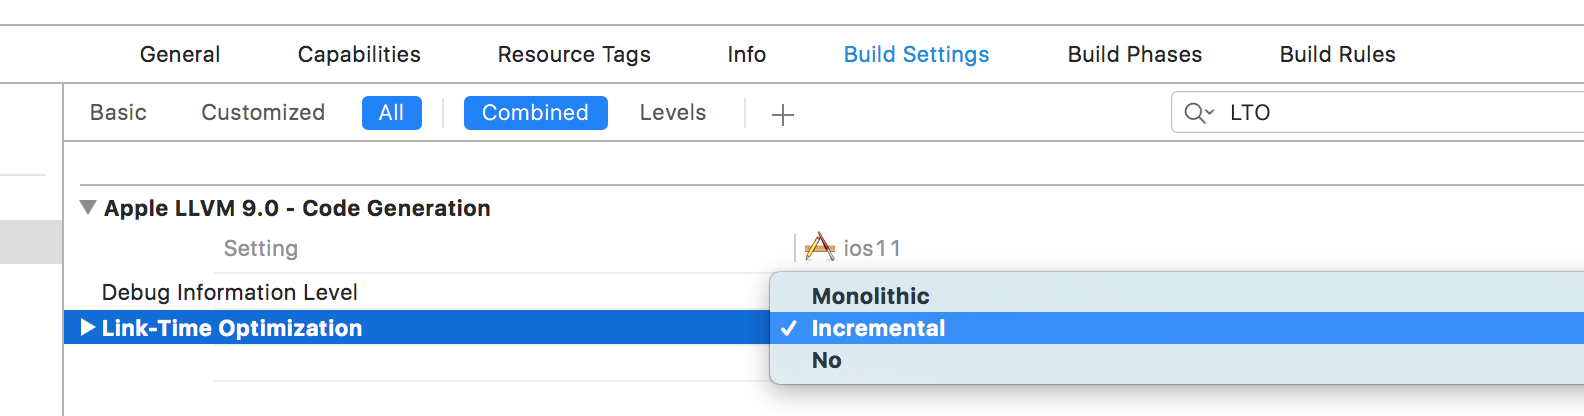 General Capabilities Resource Tags Info Build Settings Build Phases Build Rules
Basic Customized All Combined Levels LTO
Apple LLVM 9.0 - Code Generation
Setting ios11
Debug Information Level
Monolithic
Link-Time Optimization Incremental
No